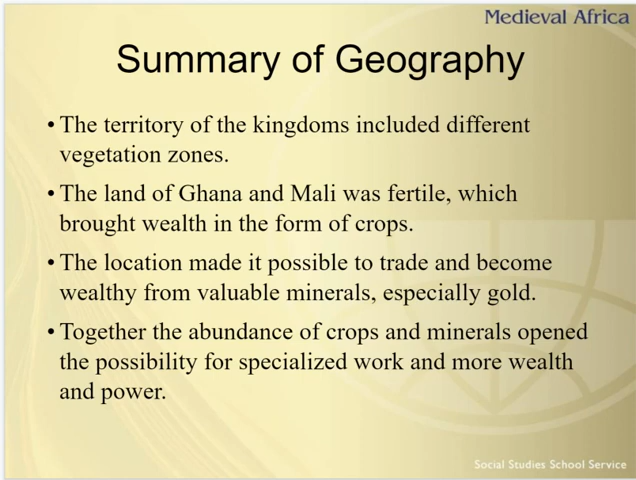 Medieval Africa
Summary of Geography
• The territory of the kingdoms included different
vegetation zones.
• The land of Ghana and Mali was fertile, which
brought wealth in the form of crops.
• The location made it possible to trade and become
wealthy from valuable minerals, especially gold.
• Together the abundance of crops and minerals opened
the possibility for specialized work and more wealth
and power.
Social Studies School Service